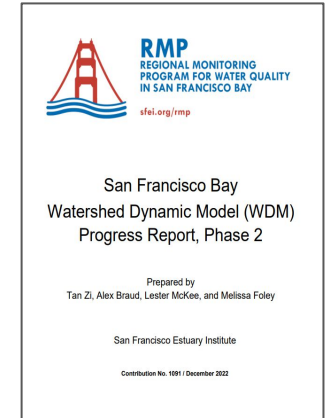 RMP
REGIONAL MONITORING
PROGRAM FOR WATER QUALITY
IN SAN FRANCISCO BAY
sfei.org/rmp
San Francisco Bay
Watershed Dynamic Model (WDM)
Progress Report, Phase 2
Prepared by
Tan Zi, Alex Braud, Lester McKee, and Melissa Foley
San Francisco Estuary Institute
Contribution No. 1091 / December 2022